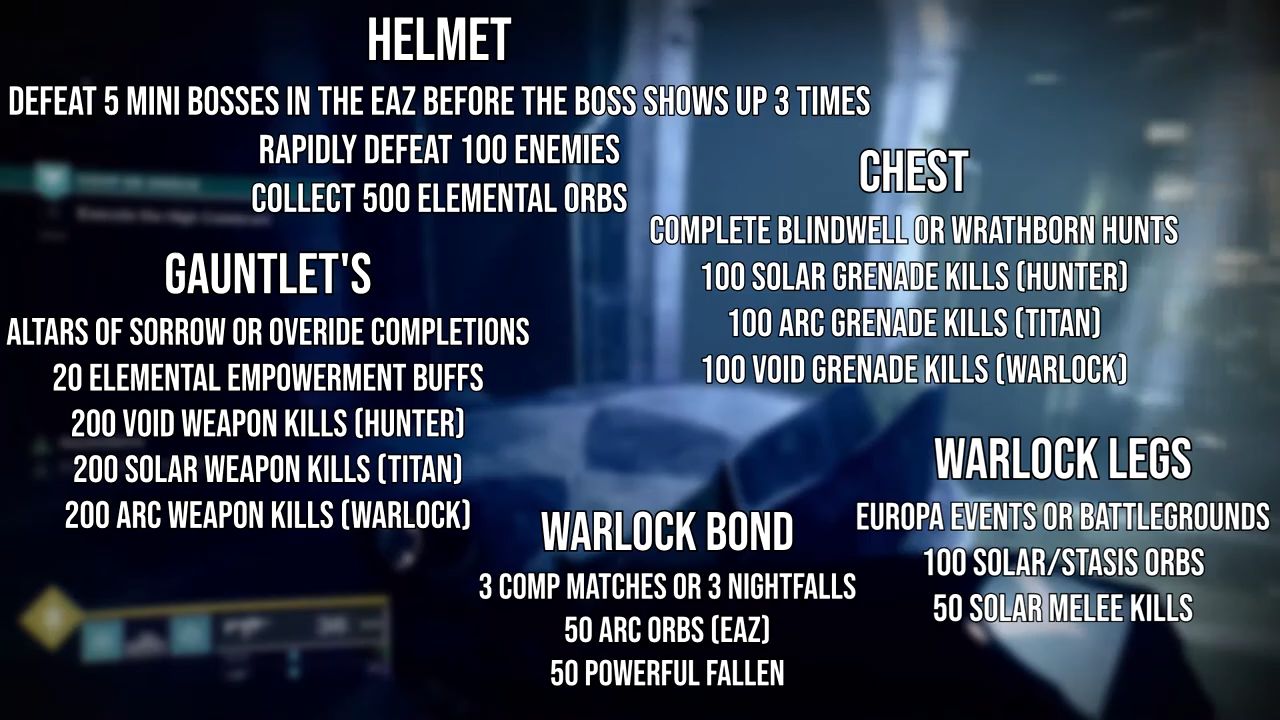 HELMET
DEFEAT 5 MINI BOSSES IN THE EAZ BEFORE THE BOSS SHOWS UP 3 TIMES
RAPIDLY DEFEAT 100 ENEMIES
COLLECT 500 ELEMENTAL ORBS
CHEST
COMPLETE BLINDWELL OR WRATHBORN HUNTS
100 SOLAR GRENADE KILLS (HUNTER)
100 ARC GRENADE KILLS (TITAN)
100 VOID GRENADE KILLS (WARLOCK)
GAUNTLET'S
ALTARS OF SORROW OR OVERIDE COMPLETIONS
20 ELEMENTAL EMPOWERMENT BUFFS
200 VOID WEAPON KILLS (HUNTER)
200 SOLAR WEAPON KILLS (TITAN)
200 ARC WEAPON KILLS (WARLOCK)
WARLOCK BOND
3 COMP MATCHES OR 3 NIGHTFALLS
50 ARC ORBS (EAZ)
50 POWERFUL FALLEN
WARLOCK LEGS
EUROPA EVENTS OR BATTLEGROUNDS
100 SOLAR/STASIS ORBS
50 SOLAR MELEE KILLS